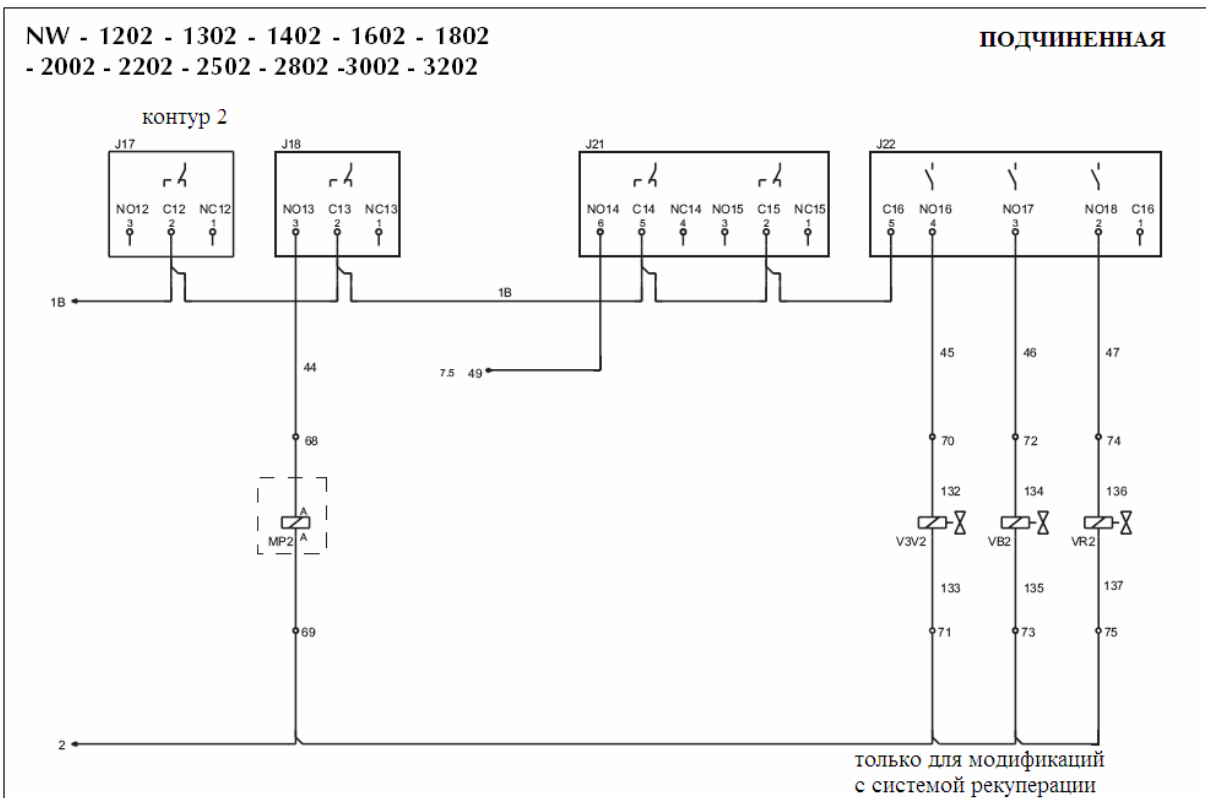 NW - 1202 - 1302 - 1402 - 1602 - 1802
- 2002 - 2202 - 2502 - 2802 -3002 - 3202
ПОДЧИНЕННАЯ
контур 2
J17
J18
J21
J22
NO12 C12 NC12
3 2 1
NO13 C13 NC13
3 2 1
NO14 C14 NC14 NO15 C15 NC15
6 5 4 3 2 1
C16 NO16 NO17 NO18 C16
5 4 3 2 1
1B
1B
44
7.5 49
45 46 47
68
70 72 74
132 134 136
A
MP2 A
V3V2 VB2 VR2
133 135 137
69
71 73 75
2
только для модификаций
с системой рекуперации